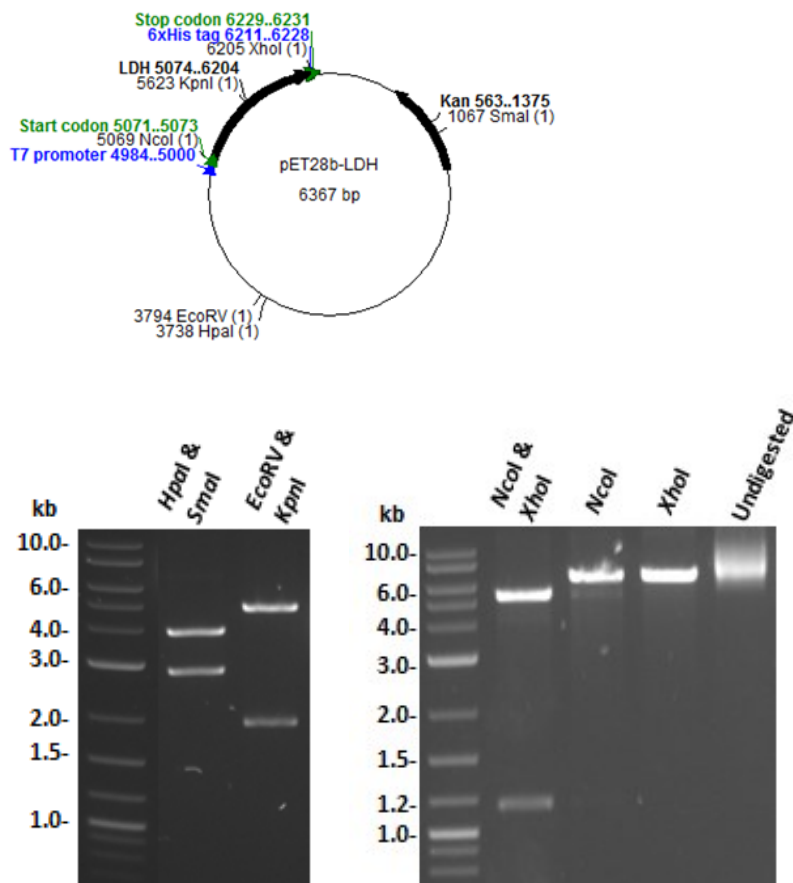 Stop codon 6229..6231
6xHis tag 6211..6228
6205 XhoI (1)
LDH 5074..6204
5623 KpnI (1)
Kan 563..1375
1067 SmaI (1)
Start codon 5071..5073
5069 NcoI (1)
T7 promoter 4984..5000
pET28b-LDH
6367 bp
3794 EcoRV (1)
3738 HpaI (1)
kb
HpaI &
SmaI
EcoRV &
KpnI
10.0-
6.0-
4.0-
3.0-
2.0-
1.5-
1.0-
kb
NcoI &
XhoI
NcoI
XhoI
Undigested
10.0-
6.0-
4.0-
3.0-
2.0-
1.5-
1.2-
1.0-